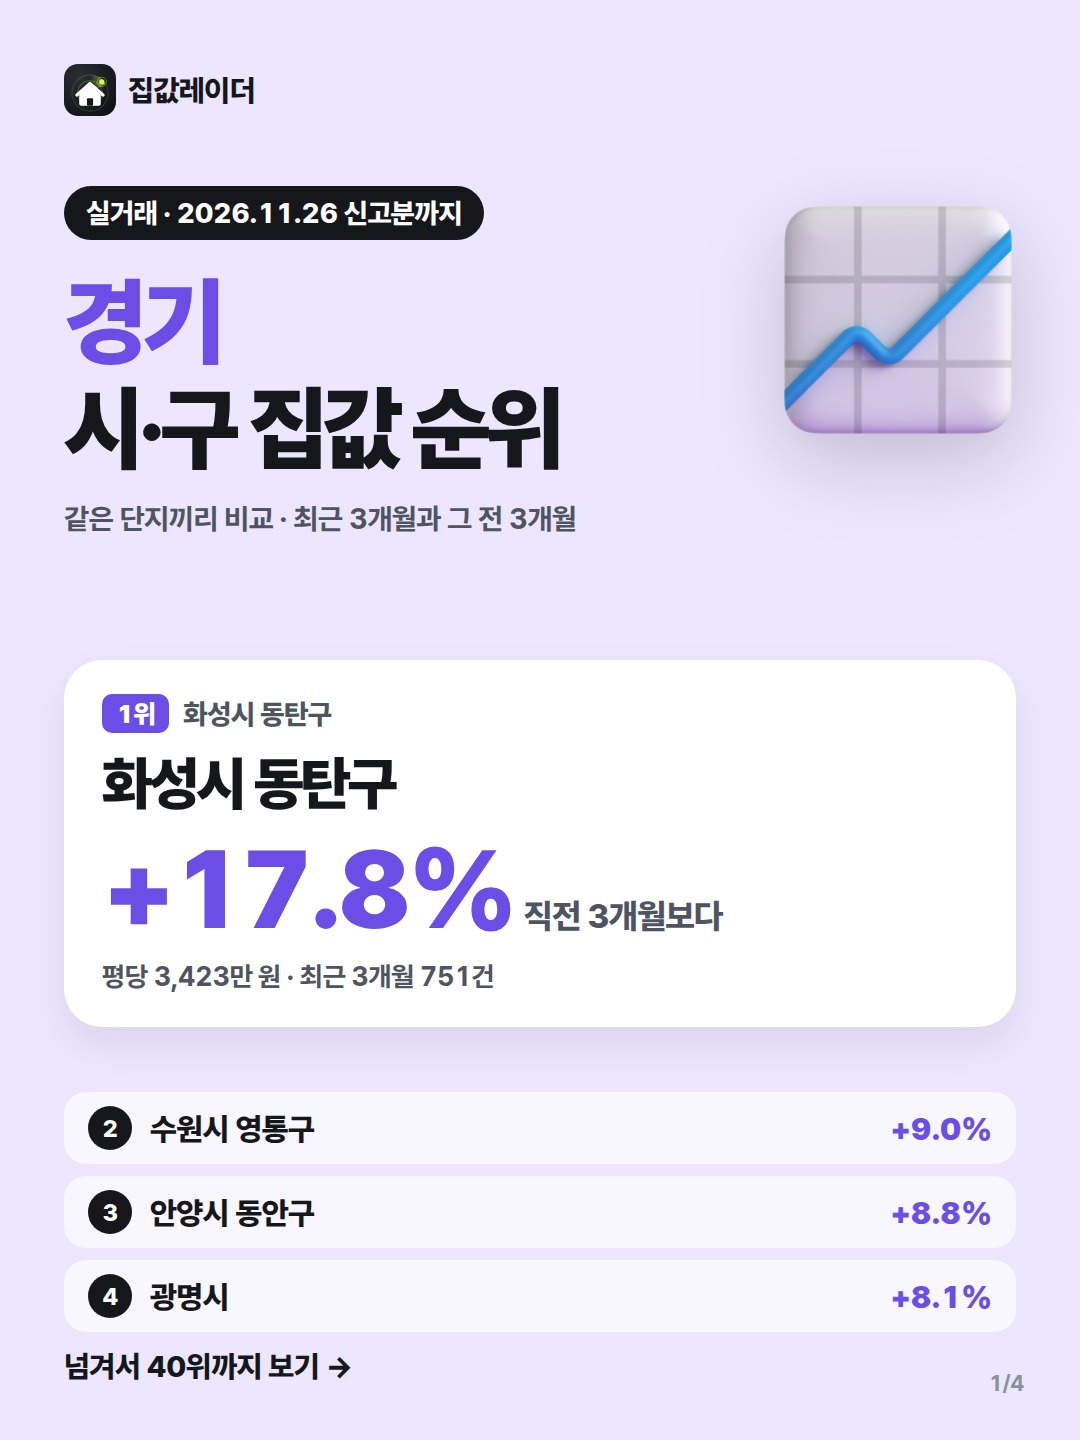 집값레이더
실거래 · 2026.11.26 신고분까지
경기
시·구 집값 순위
같은 단지끼리 비교 · 최근 3개월과 그 전 3개월
1위 화성시 동탄구
화성시 동탄구
+17.8% 직전 3개월보다
평당 3,423만 원 · 최근 3개월 751건
2 수원시 영통구 +9.0%
3 안양시 동안구 +8.8%
4 광명시 +8.1%
넘겨서 40위까지 보기 →
1/4